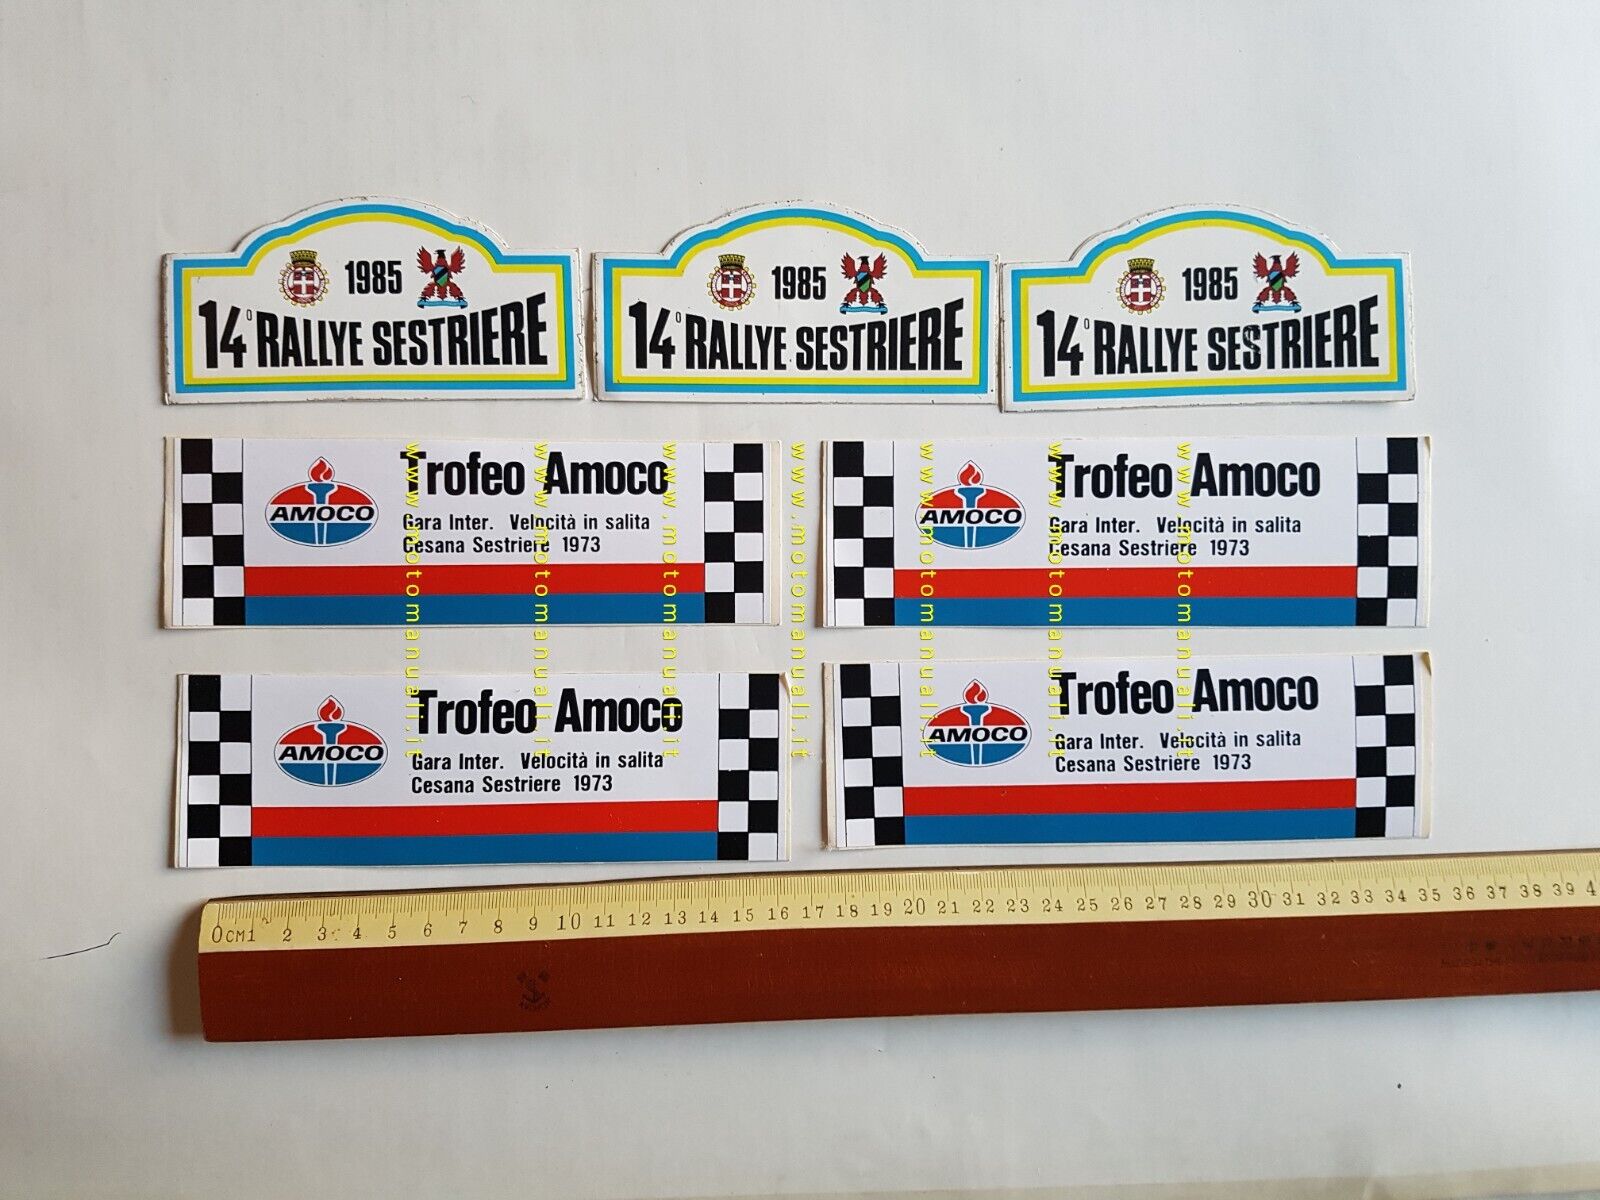 1985
14° RALLYE SESTRIERE
1985
14° RALLYE SESTRIERE
1985
14° RALLYE SESTRIERE
AMOCO
Trofeo Amoco
Gara Inter. Velocità in salita
Cesana Sestriere 1973
AMOCO
Trofeo Amoco
Gara Inter. Velocità in salita
Cesana Sestriere 1973
AMOCO
Trofeo Amoco
Gara Inter. Velocità in salita
Cesana Sestriere 1973
AMOCO
Trofeo Amoco
Gara Inter. Velocità in salita
Cesana Sestriere 1973
www.motomanuali.it
www.motomanuali.it
www.motomanuali.it
www.motomanuali.it
www.motomanuali.it
www.motomanuali.it
www.motomanuali.it
0CM1 2 3 4 5 6 7 8 9 10 11 12 13 14 15 16 17 18 19 20 21 22 23 24 25 26 27 28 29 30 31 32 33 34 35 36 37 38 39 4